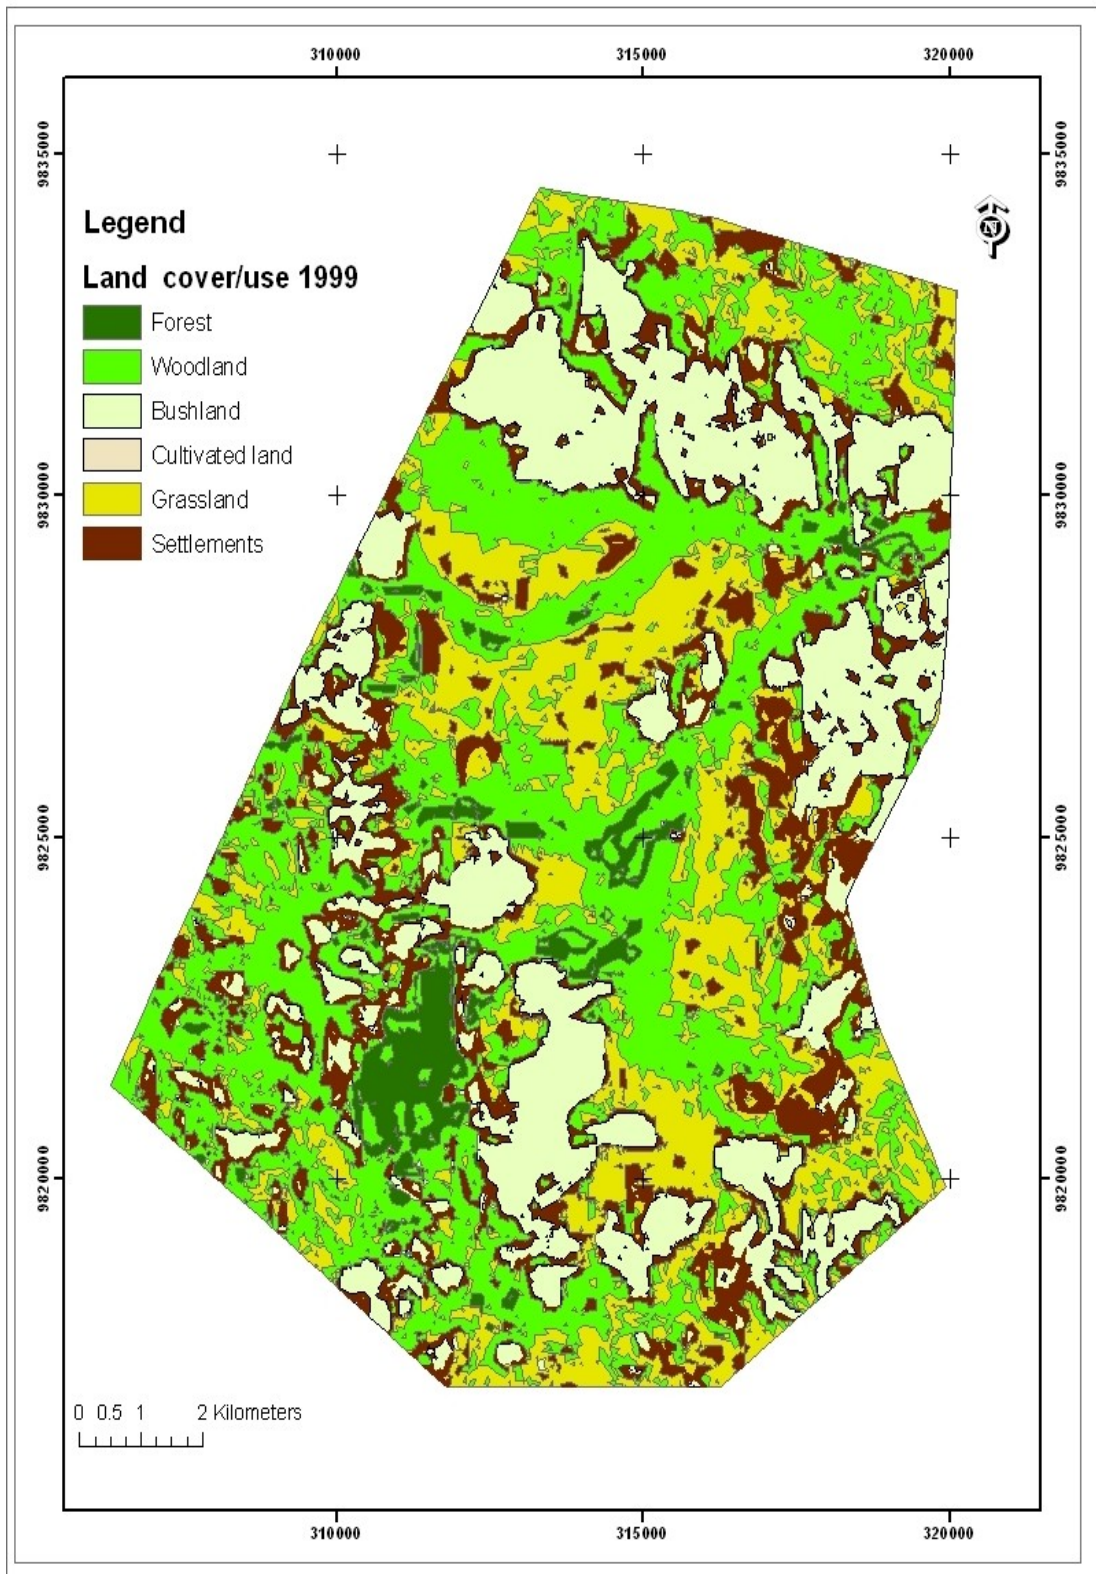 310000 315000 320000
9835000 9835000
N
Legend
Land cover/use 1999
Forest
Woodland
Bushland
Cultivated land
Grassland
Settlements
9830000 9830000
9825000 9825000
9820000 9820000
0 0.5 1 2 Kilometers
310000 315000 320000